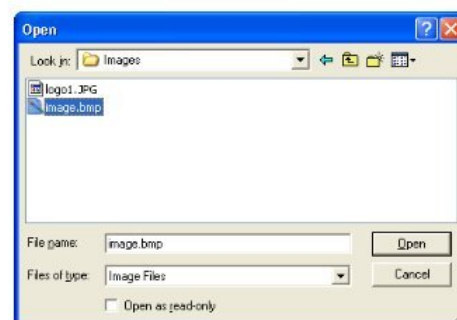 Open
Look in: Images
logo1.JPG
image.bmp
File name: image.bmp Open
Files of type: Image Files Cancel
Open as read-only